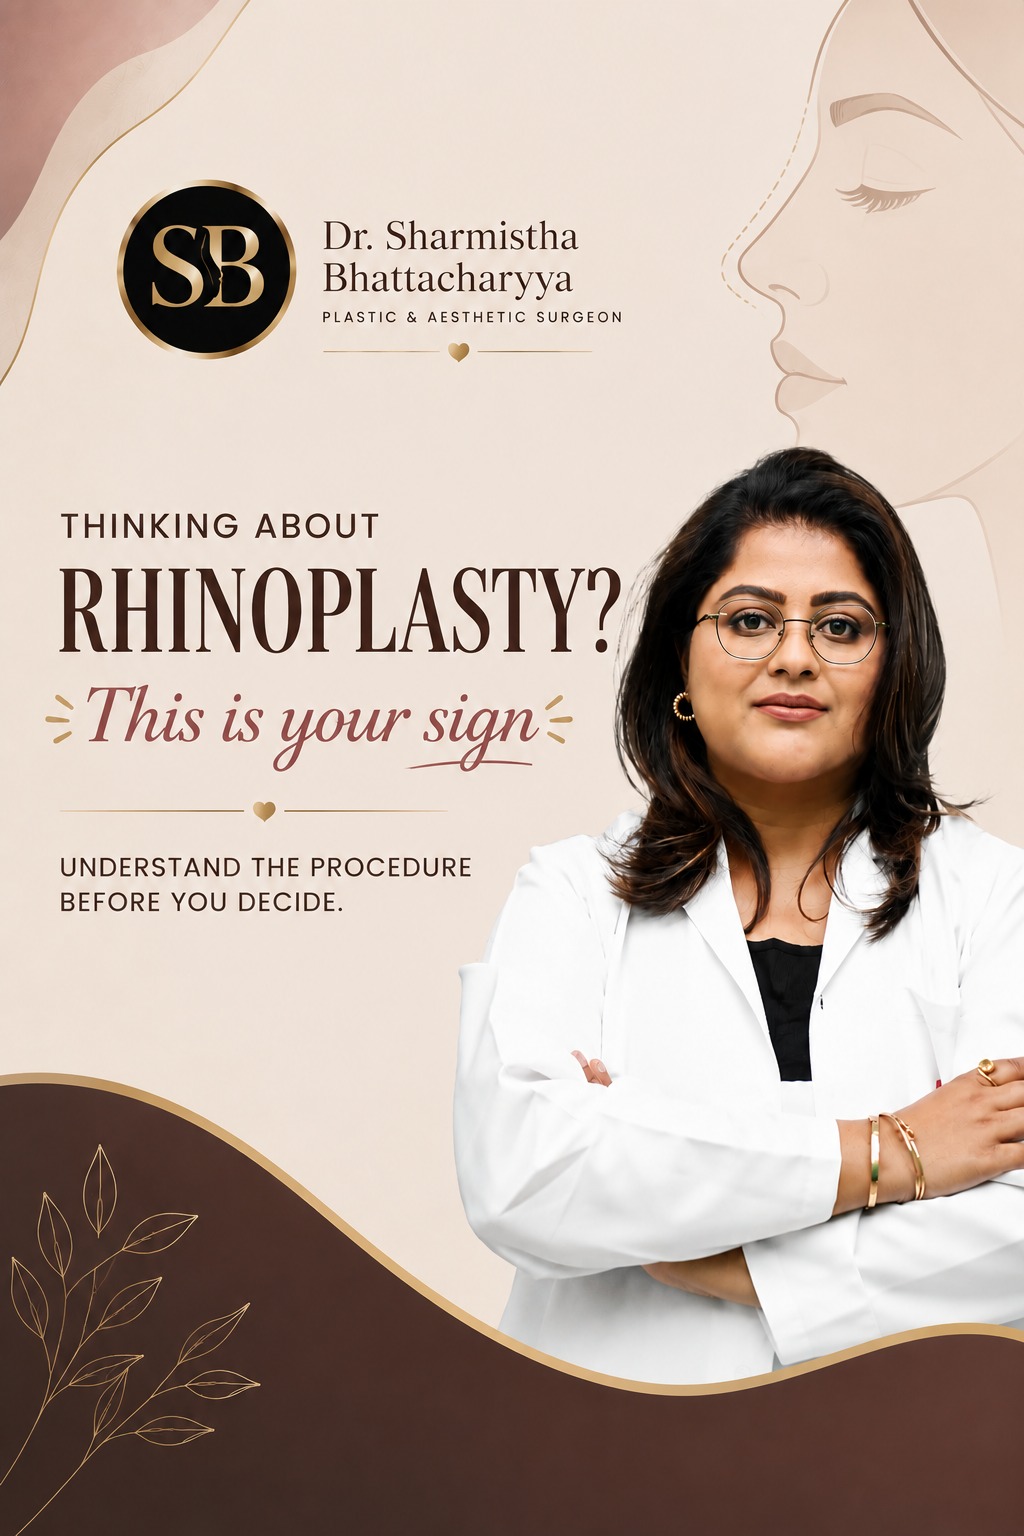 SB
Dr. Sharmistha
Bhattacharyya
PLASTIC & AESTHETIC SURGEON
THINKING ABOUT
RHINOPLASTY?
This is your sign
UNDERSTAND THE PROCEDURE
BEFORE YOU DECIDE.